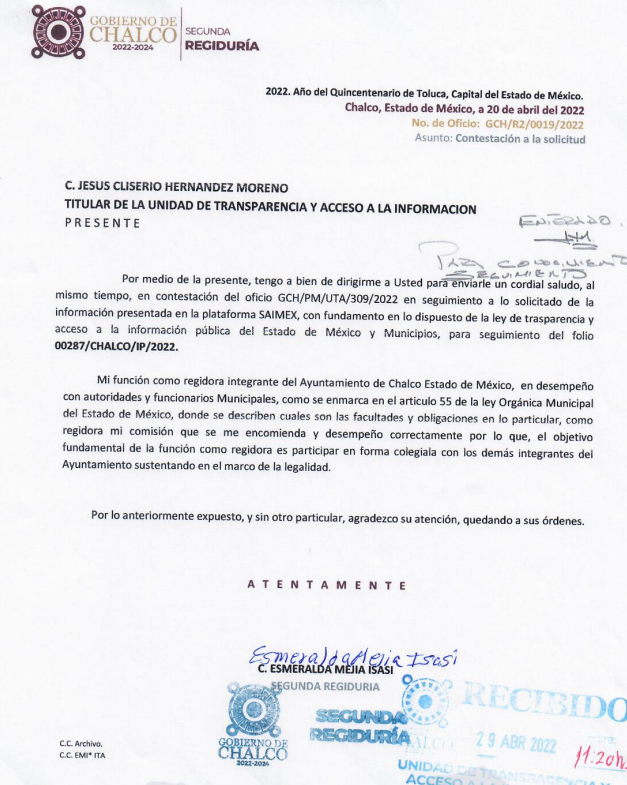 GOBIERNO DE
CHALCO
2022-2024
SEGUNDA
REGIDURÍA
2022. Año del Quincentenario de Toluca, Capital del Estado de México.
Chalco, Estado de México, a 20 de abril del 2022
No. de Oficio: GCH/R2/0019/2022
Asunto: Contestación a la solicitud
C. JESUS CLISERIO HERNANDEZ MORENO
TITULAR DE LA UNIDAD DE TRANSPARENCIA Y ACCESO A LA INFORMACION
PRESENTE
ENTERADO.
PARA CONOCIMIENTO
SEGUIMIENTO
Por medio de la presente, tengo a bien de dirigirme a Usted para enviarle un cordial saludo, al
mismo tiempo, en contestación del oficio GCH/PM/UTA/309/2022 en seguimiento a lo solicitado de la
información presentada en la plataforma SAIMEX, con fundamento en lo dispuesto de la ley de trasparencia y
acceso a la información pública del Estado de México y Municipios, para seguimiento del folio
00287/CHALCO/IP/2022.
Mi función como regidora integrante del Ayuntamiento de Chalco Estado de México, en desempeño
con autoridades y funcionarios Municipales, como se enmarca en el articulo 55 de la ley Orgánica Municipal
del Estado de México, donde se describen cuales son las facultades y obligaciones en lo particular, como
regidora mi comisión que se me encomienda y desempeño correctamente por lo que, el objetivo
fundamental de la función como regidora es participar en forma colegiala con los demás integrantes del
Ayuntamiento sustentando en el marco de la legalidad.
Por lo anteriormente expuesto, y sin otro particular, agradezco su atención, quedando a sus órdenes.
ATENTAMENTE
Esmeralda Mejia Isasi
C. ESMERALDA MEJIA ISASI
SEGUNDA REGIDURIA
SEGUNDA
REGIDURÍA
GOBIERNO DE
CHALCO
2022-2024
RECIBIDO
CHALCO
29 ABR 2022
11:20h
UNIDAD DE TRANSPARENCIA Y
ACCESO A LA
C.C. Archivo.
C.C. EMI* ITA